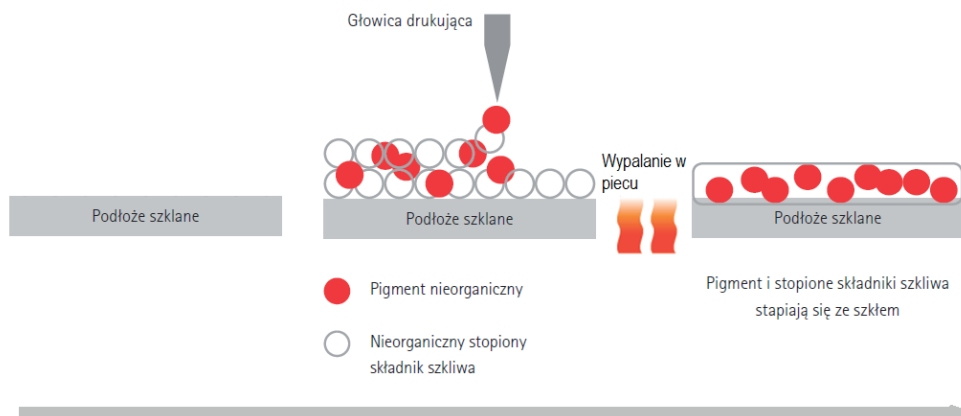 Głowica drukująca
Wypalanie w
piecu
Podłoże szklane
Podłoże szklane
Podłoże szklane
Pigment nieorganiczny
Nieorganiczny stopiony
składnik szkliwa
Pigment i stopione składniki szkliwa
stapiają się ze szkłem